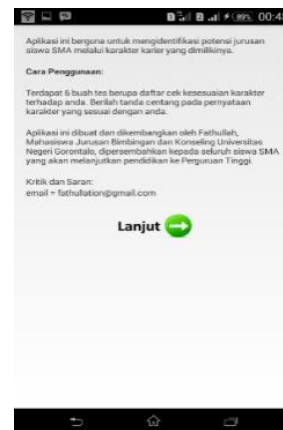 89% 00:4
Aplikasi ini berguna untuk mengidentifikasi potensi jurusan
siswa SMA melalui karakter karier yang dimilikinya.
Cara Penggunaan:
Terdapat 6 buah tes berupa daftar cek kesesuaian karakter
terhadap anda. Berilah tanda centang pada pernyataan
karakter yang sesuai dengan anda.
Aplikasi ini dibuat dan dikembangkan oleh Fathullah,
Mahasiswa Jurusan Bimbingan dan Konseling Universitas
Negeri Gorontalo, dipersembahkan kepada seluruh siswa SMA
yang akan melanjutkan pendidikan ke Perguruan Tinggi.
Kritik dan Saran:
email = fathullation@gmail.com
Lanjut